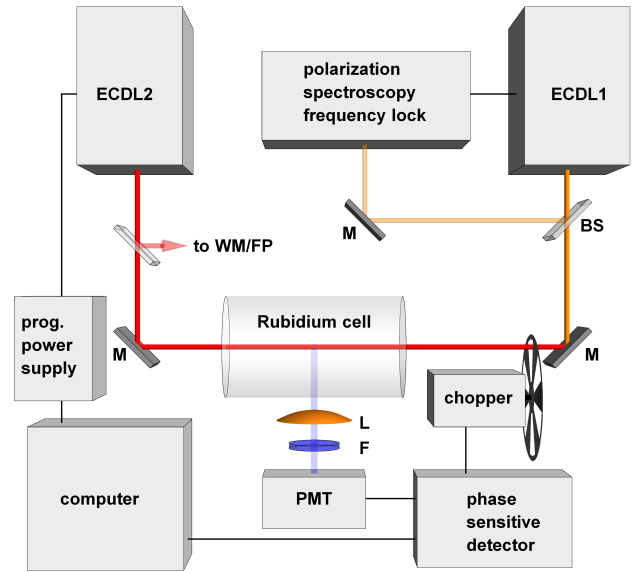 ECDL2
polarization
spectroscopy
frequency lock
ECDL1
BS
M
to WM/FP
prog.
power
supply
M
Rubidium cell
M
chopper
L
F
computer
PMT
phase
sensitive
detector